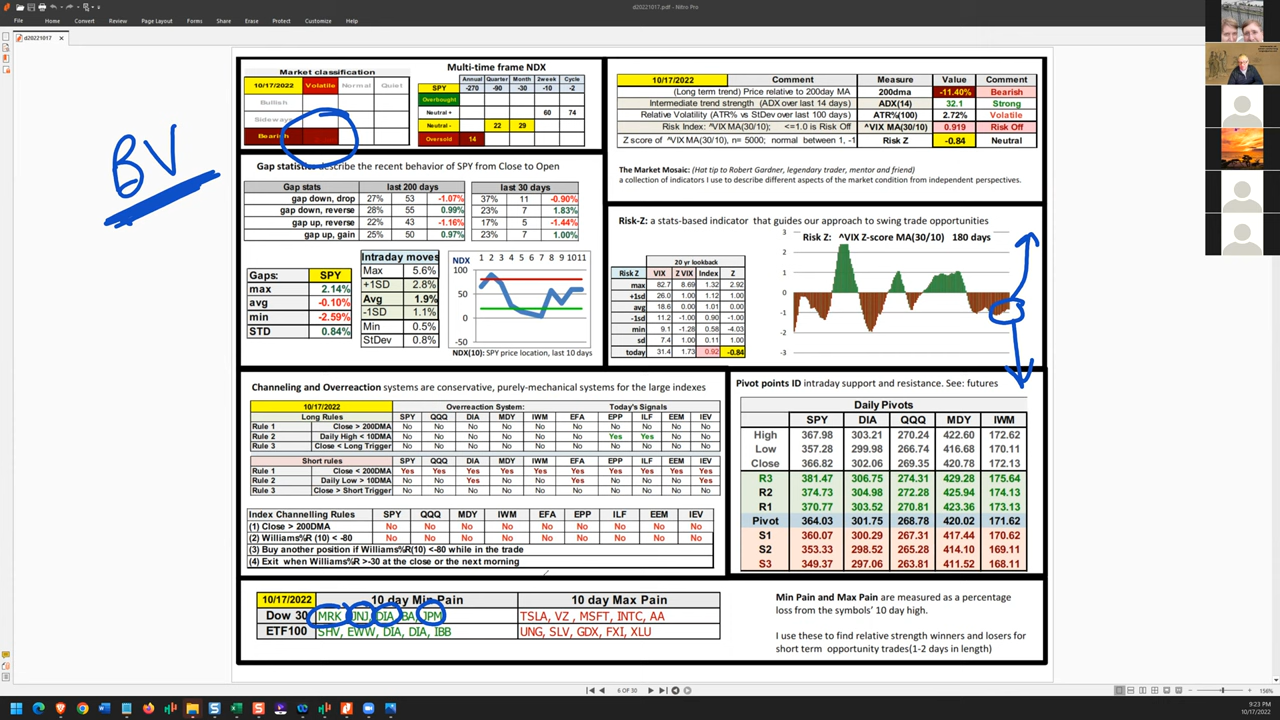 d20221017 - Nitro Pro
File Home Convert Review Page Layout Forms Share Erase Protect Customize Help
d20221017
BV
Market classification
10/17/2022 Volatile Normal Quiet
Bullish
Sideways
Bearish
Multi-time frame NDX
Annual Quarter Month 2week Cycle
SPY -270 -90 -30 -10 -2
Overbought
Neutral + 60 74
Neutral - 22 29
Oversold 14
10/17/2022 Comment Measure Value Comment
(Long term trend) Price relative to 200day MA 200dma -11.40% Bearish
Intermediate trend strength (ADX over last 14 days) ADX(14) 32.1 Strong
Relative Volatility (ATR% vs StDev over last 100 days) ATR%(100) 2.72% Volatile
Risk Index: ^VIX MA(30/10); <=1.0 is Risk Off ^VIX MA(30/10) 0.919 Risk Off
Z score of ^VIX MA(30/10), n= 5000; normal between 1, -1 Risk Z -0.84 Neutral
The Market Mosaic: (Hat tip to Robert Gardner, legendary trader, mentor and friend)
a collection of indicators I use to describe different aspects of the market condition from independent perspectives.
Gap statistics describe the recent behavior of SPY from Close to Open
Gap stats last 200 days last 30 days
gap down, drop 27% 53 -1.07% 37% 11 -0.90%
gap down, reverse 28% 55 0.99% 23% 7 1.83%
gap up, reverse 22% 43 -1.16% 17% 5 -1.44%
gap up, gain 25% 50 0.97% 23% 7 1.00%
Gaps: SPY
max 2.14%
avg -0.10%
min -2.59%
STD 0.84%
Intraday moves
Max 5.6%
+1SD 2.8%
Avg 1.9%
-1SD 1.1%
Min 0.5%
StDev 0.8%
NDX 1 2 3 4 5 6 7 8 9 1011
100
50
0
-50
NDX(10): SPY price location, last 10 days
Risk-Z: a stats-based indicator that guides our approach to swing trade opportunities
Risk Z: ^VIX Z-score MA(30/10) 180 days
3
2
1
0
-1
-2
-3
20 yr lookback
Risk Z VIX Z VIX Index Z
max 82.7 8.69 1.32 2.92
+1sd 26.0 1.00 1.12 1.00
avg 18.6 0.00 1.01 0.00
-1sd 11.2 -1.00 0.90 -1.00
min 9.1 -1.28 0.58 -4.03
sd 7.4 1.00 0.11 1.00
today 31.4 1.73 0.92 -0.84
Channeling and Overreaction systems are conservative, purely-mechanical systems for the large indexes
10/17/2022 Overreaction System: Today's Signals
Long Rules SPY QQQ DIA MDY IWM EFA EPP ILF EEM IEV
Rule 1 Close > 200DMA No No No No No No No No No No
Rule 2 Daily High < 10DMA No No No No No No Yes Yes No No
Rule 3 Close < Long Trigger No No No No No No No No No No
Short rules SPY QQQ DIA MDY IWM EFA EPP ILF EEM IEV
Rule 1 Close < 200DMA Yes Yes Yes Yes Yes Yes Yes Yes Yes Yes
Rule 2 Daily Low > 10DMA No No Yes No No Yes No No No Yes
Rule 3 Close > Short Trigger No No No No No No No No No No
Index Channelling Rules SPY QQQ MDY IWM EFA EPP ILF EEM IEV
(1) Close > 200DMA No No No No No No No No No
(2) Williams%R (10) < -80 No No No No No No No No No
(3) Buy another position if Williams%R(10) <-80 while in the trade
(4) Exit when Williams%R >-30 at the close or the next morning
Pivot points ID intraday support and resistance. See: futures
Daily Pivots
SPY DIA QQQ MDY IWM
High 367.98 303.21 270.24 422.60 172.62
Low 357.28 299.98 266.74 416.68 170.11
Close 366.82 302.06 269.35 420.78 172.13
R3 381.47 306.75 274.31 429.28 175.64
R2 374.73 304.98 272.28 425.94 174.13
R1 370.77 303.52 270.81 423.36 173.13
Pivot 364.03 301.75 268.78 420.02 171.62
S1 360.07 300.29 267.31 417.44 170.62
S2 353.33 298.52 265.28 414.10 169.11
S3 349.37 297.06 263.81 411.52 168.11
10/17/2022 10 day Min Pain 10 day Max Pain
Dow 30 MRK, JNJ, DIA, BA, JPM TSLA, VZ, MSFT, INTC, AA
ETF100 SHV, EWW, DIA, DIA, IBB UNG, SLV, GDX, FXI, XLU
Min Pain and Max Pain are measured as a percentage
loss from the symbols' 10 day high.
I use these to find relative strength winners and losers for
short term opportunity trades(1-2 days in length)
6 OF 30
156%
9:23 PM
10/17/2022